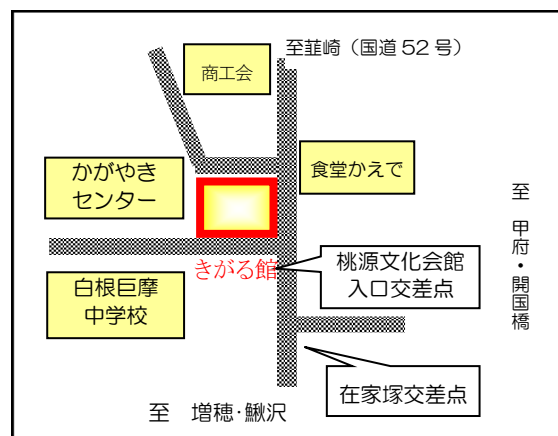 至韮崎（国道52号）
商工会
食堂かえで
かがやき
センター
きがる館
桃源文化会館
入口交差点
至 甲府・開国橋
白根巨摩
中学校
在家塚交差点
至 増穂・鰍沢